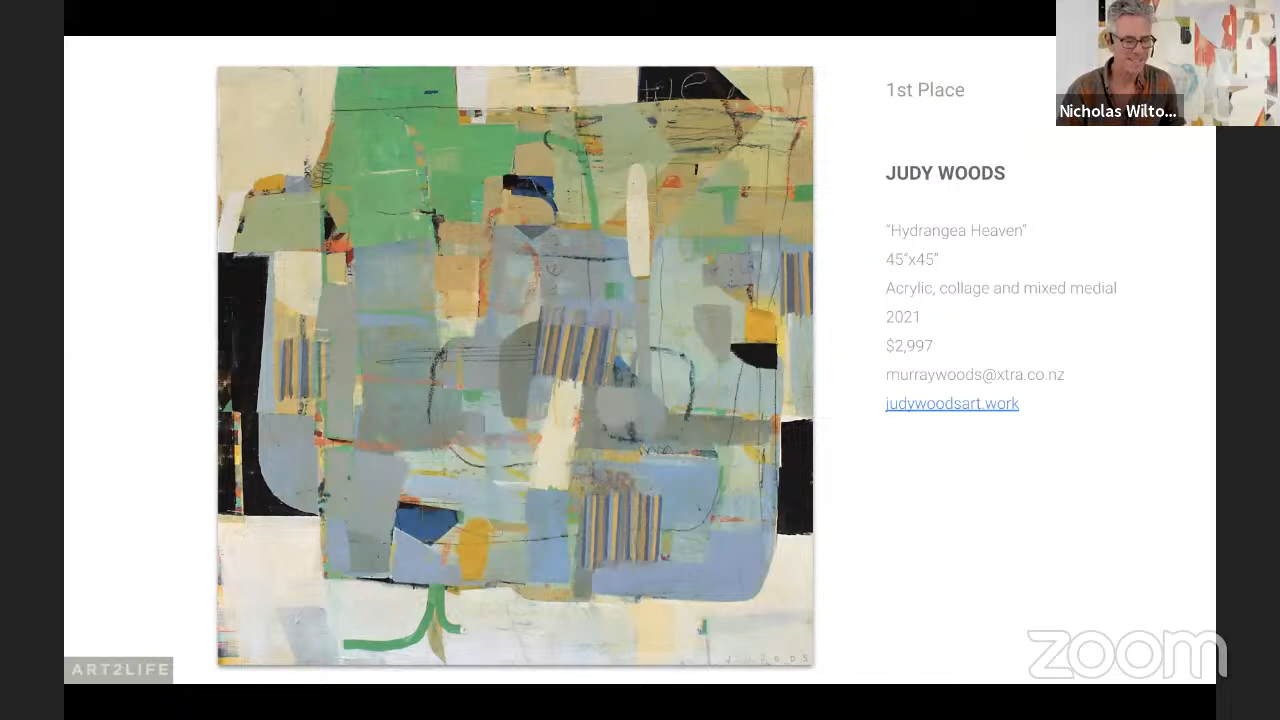 1st Place
Nicholas Wilto...
JUDY WOODS
“Hydrangea Heaven”
45“x45”
Acrylic, collage and mixed medial
2021
$2,997
murraywoods@xtra.co.nz
judywoodsart.work
ART2LIFE
zoom